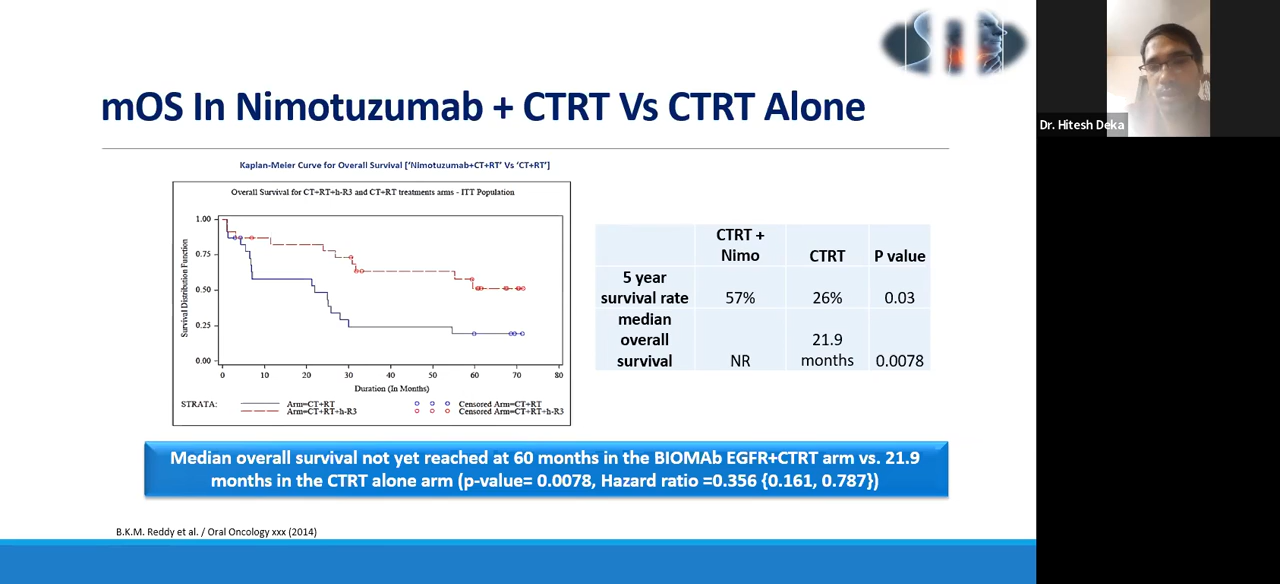 mOS In Nimotuzumab + CTRT Vs CTRT Alone
Dr. Hitesh Deka
Kaplan-Meier Curve for Overall Survival ['Nimotuzumab+CT+RT' Vs 'CT+RT']
Overall Survival for CT+RT+h-R3 and CT+RT treatments arms - ITT Population
Survival Distribution Function
1.00
0.75
0.50
0.25
0.00
0 10 20 30 40 50 60 70 80
Duration (In Months)
STRATA: Arm=CT+RT Censored Arm=CT+RT
Arm=CT+RT+h-R3 Censored Arm=CT+RT+h-R3
CTRT +
Nimo CTRT P value
5 year
survival rate 57% 26% 0.03
median
overall 21.9
survival NR months 0.0078
Median overall survival not yet reached at 60 months in the BIOMAb EGFR+CTRT arm vs. 21.9
months in the CTRT alone arm (p-value= 0.0078, Hazard ratio =0.356 {0.161, 0.787})
B.K.M. Reddy et al. / Oral Oncology xxx (2014)